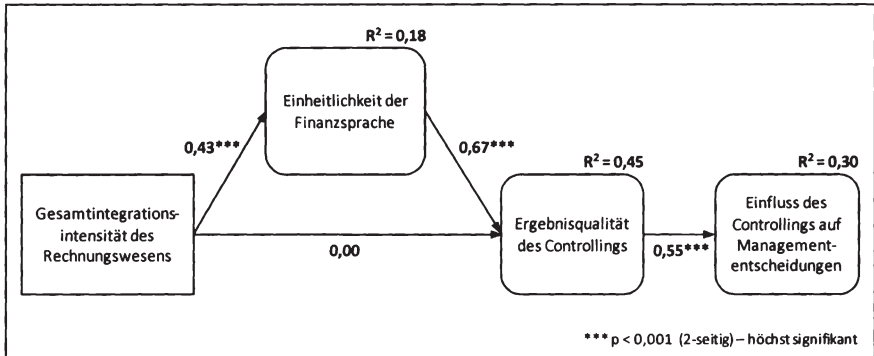 R² = 0,18
Einheitlichkeit der
Finanzsprache
0,43***
0,67***
R² = 0,45
R² = 0,30
Gesamtintegrations-
intensität des
Rechnungswesens
0,00
Ergebnisqualität
des Controllings
0,55***
Einfluss des
Controllings auf
Management-
entscheidungen
*** p < 0,001 (2-seitig) – höchst signifikant